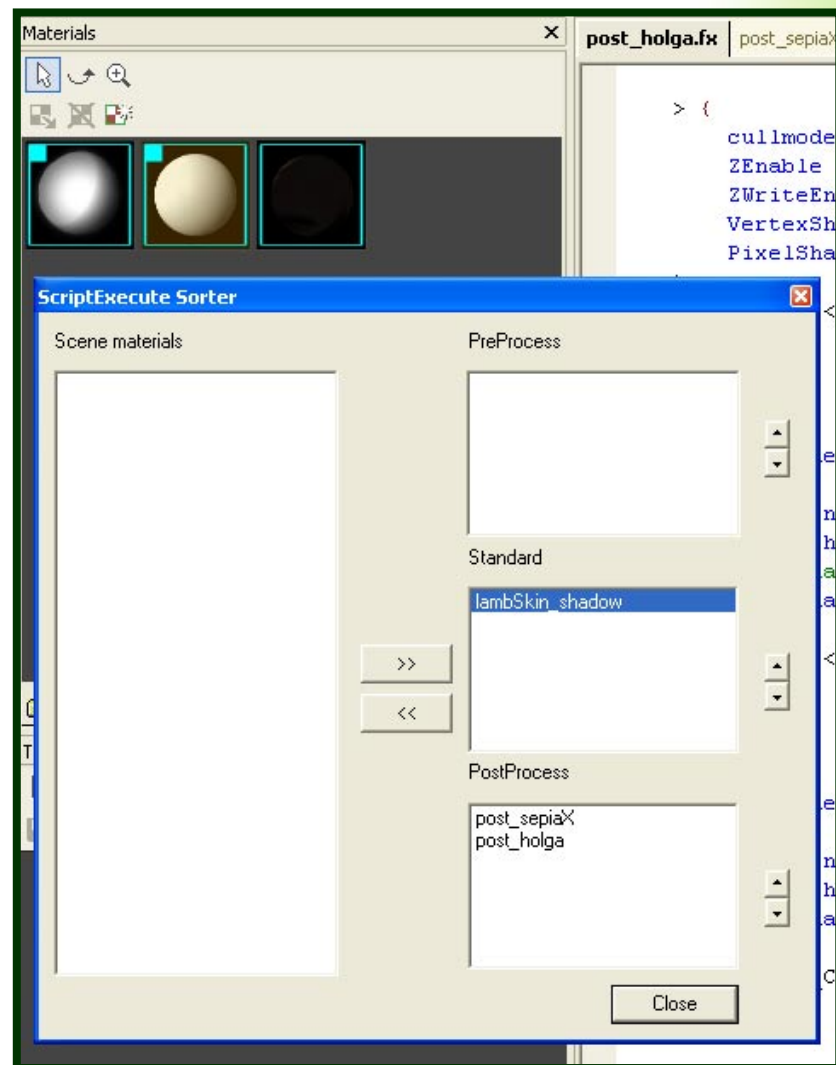 Materials
post_holga.fx post_sepiaX
> {
cullmode
ZEnable
ZWriteEn
VertexSh
PixelSha
ScriptExecute Sorter
<
Scene materials
PreProcess
Standard
lambSkin_shadow
>>
<
<<
PostProcess
post_sepiaX
post_holga
Close